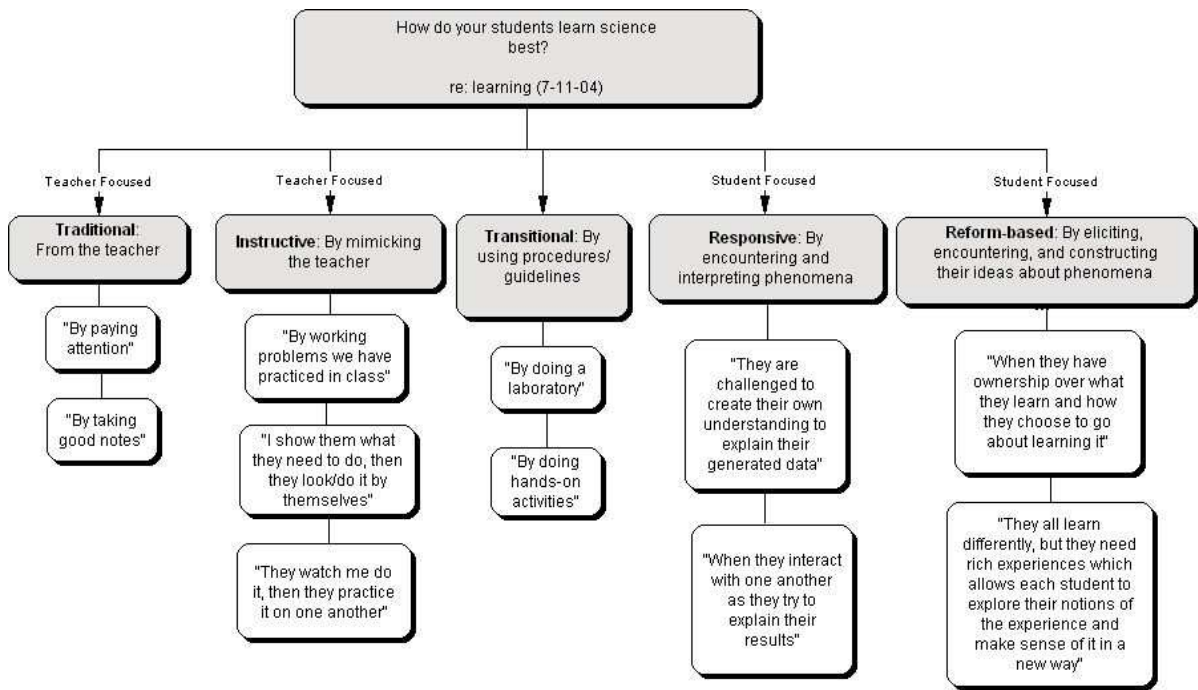 How do your students learn science
best?
re: learning (7-11-04)
Teacher Focused
Teacher Focused
Student Focused
Student Focused
Traditional:
From the teacher
Instructive: By mimicking
the teacher
Transitional: By
using procedures/
guidelines
Responsive: By
encountering and
interpreting phenomena
Reform-based: By eliciting,
encountering, and constructing
their ideas about phenomena
"By paying
attention"
"By taking
good notes"
"By working
problems we have
practiced in class"
"I show them what
they need to do, then
they look/do it by
themselves"
"They watch me do
it, then they practice
it on one another"
"By doing a
laboratory"
"By doing
hands-on
activities"
"They are
challenged to
create their own
understanding to
explain their
generated data"
"When they interact
with one another
as they try to
explain their
results"
"When they have
ownership over what
they learn and how
they choose to go
about learning it"
"They all learn
differently, but they need
rich experiences which
allows each student to
explore their notions of
the experience and
make sense of it in a
new way"